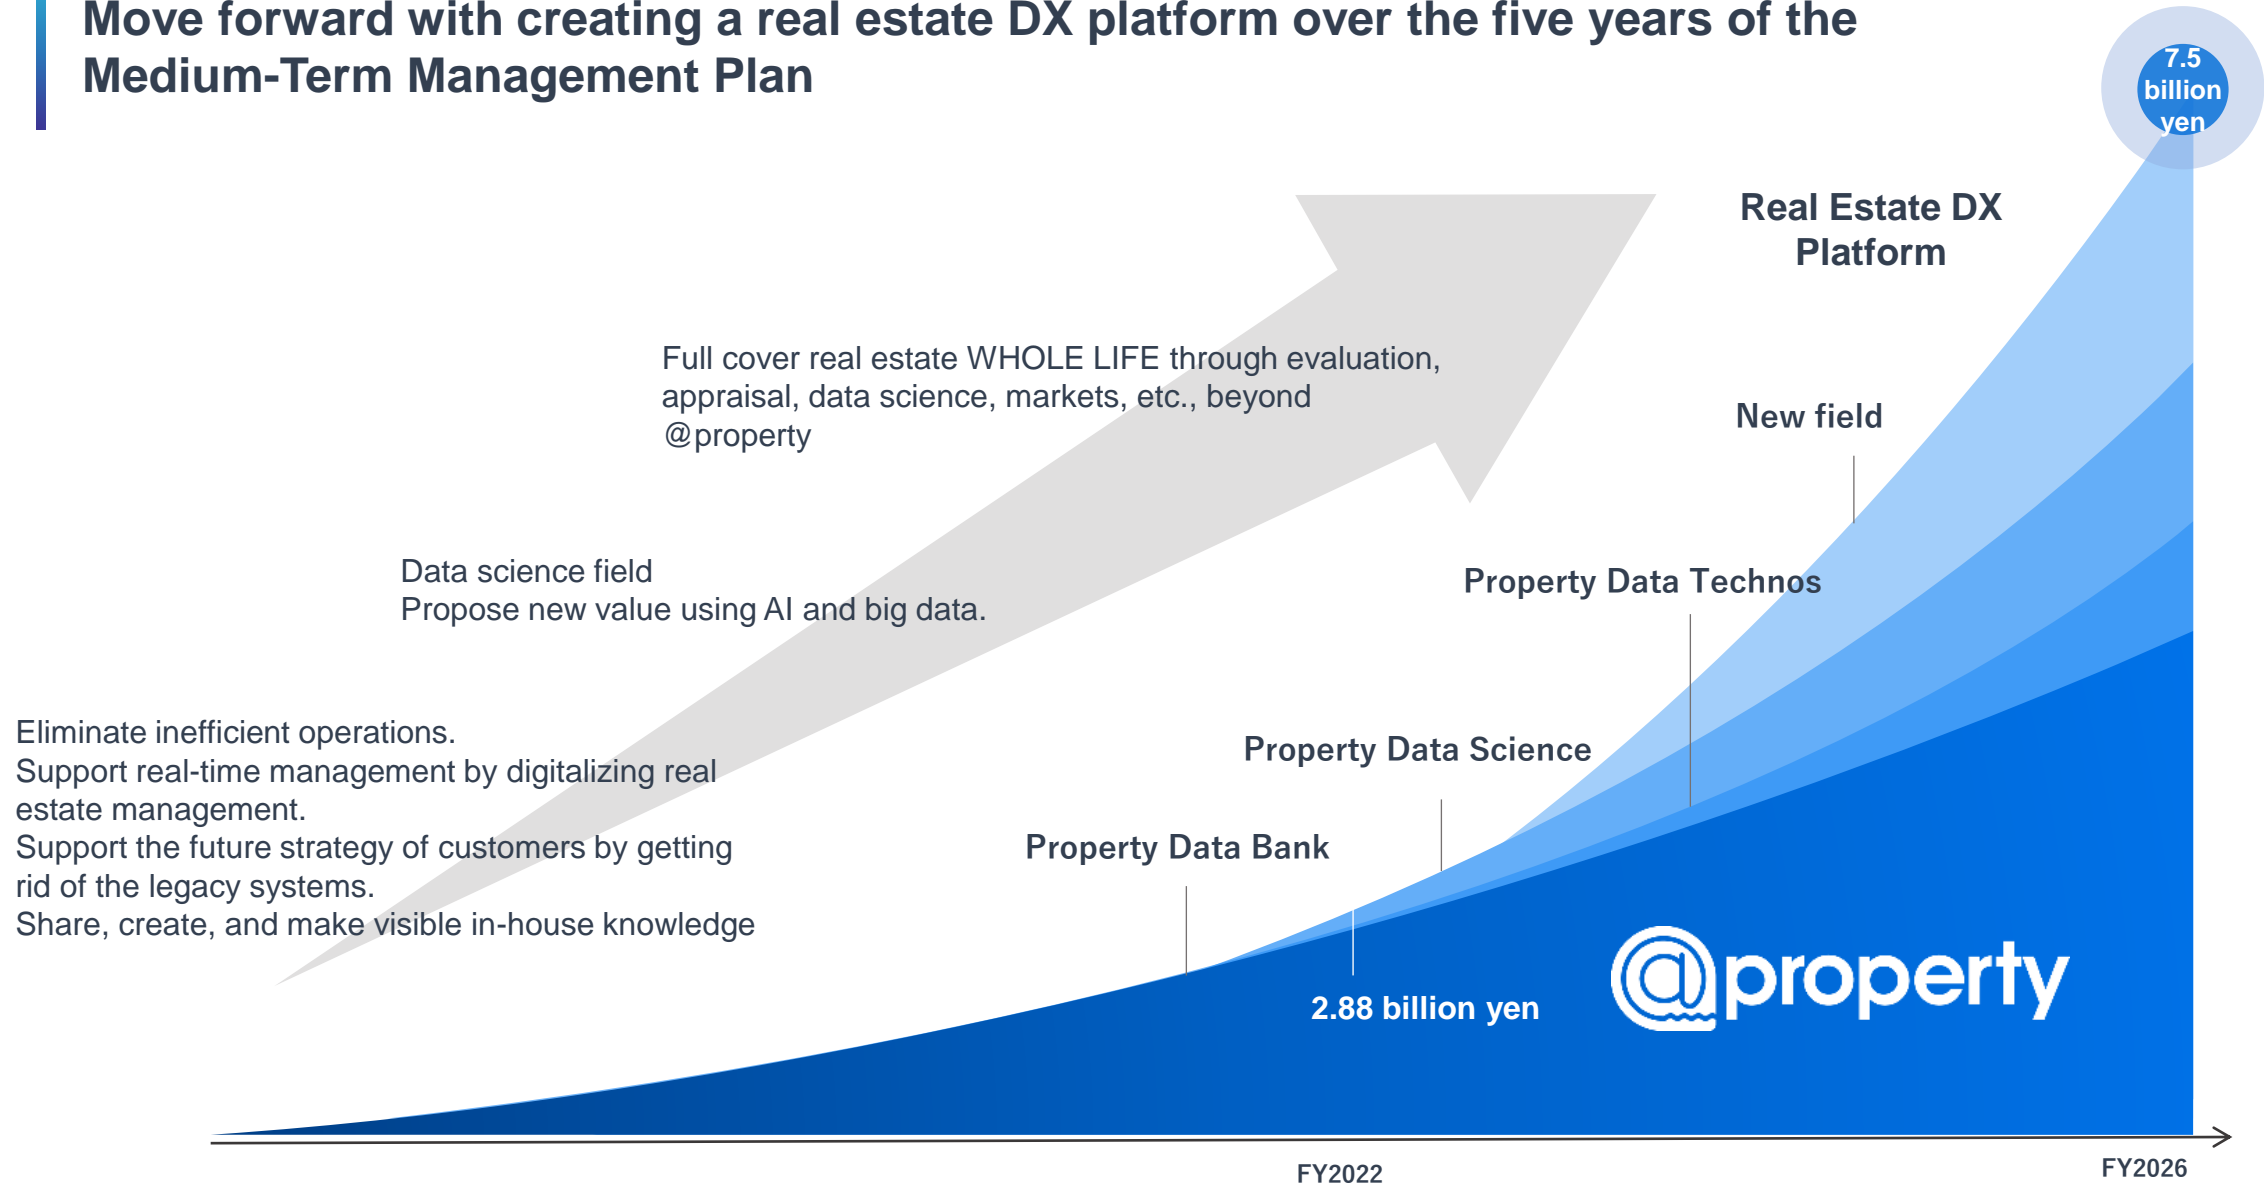 Move forward with creating a real estate DX platform over the five years of the
Medium-Term Management Plan
7.5
billion
yen
Real Estate DX
Platform
Full cover real estate WHOLE LIFE through evaluation,
appraisal, data science, markets, etc., beyond
@property
New field
Data science field
Propose new value using AI and big data.
Property Data Technos
Eliminate inefficient operations.
Support real-time management by digitalizing real
estate management.
Support the future strategy of customers by getting
rid of the legacy systems.
Share, create, and make visible in-house knowledge
Property Data Science
Property Data Bank
2.88 billion yen
@property
FY2022
FY2026